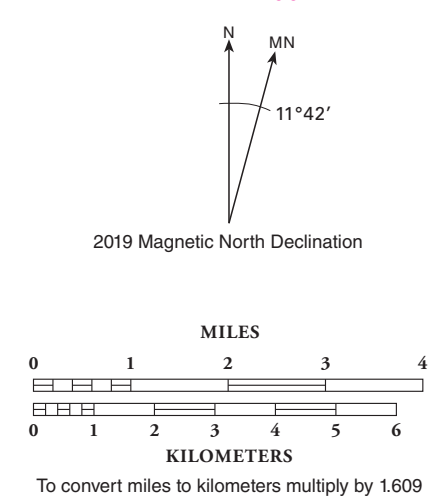 N
MN
11°42′
2019 Magnetic North Declination
MILES
0 1 2 3 4
0 1 2 3 4 5 6
KILOMETERS
To convert miles to kilometers multiply by 1.609